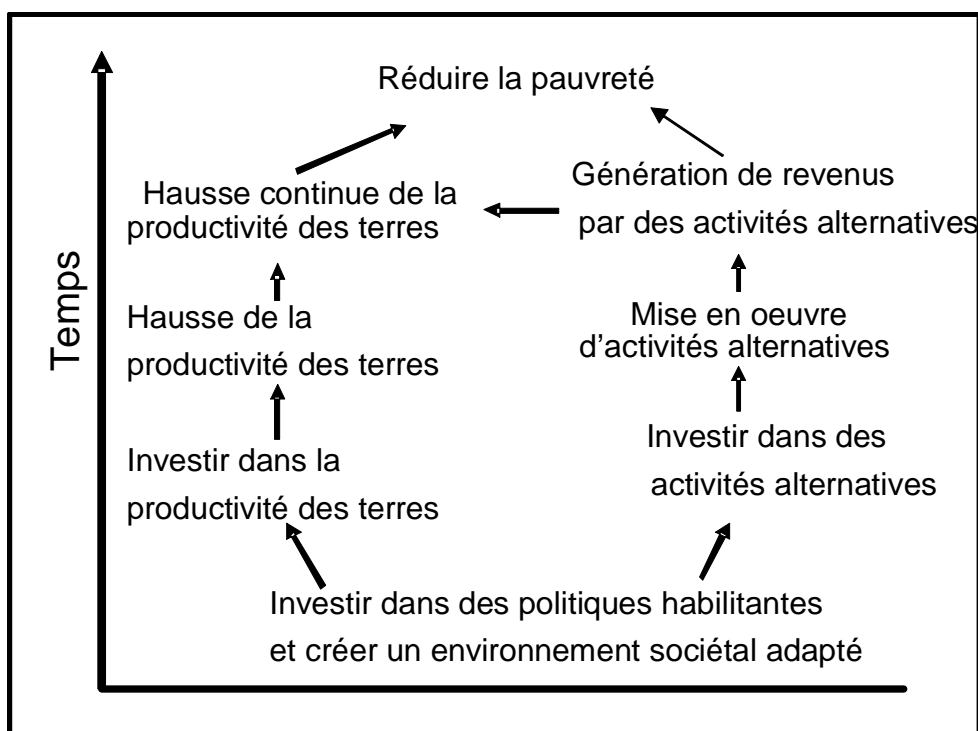 Réduire la pauvreté
Hausse continue de la
productivité des terres
Génération de revenus
par des activités alternatives
Hausse de la
productivité des terres
Mise en oeuvre
d'activités alternatives
Investir dans la
productivité des terres
Investir dans des
activités alternatives
Investir dans des politiques habilitantes
et créer un environnement sociétal adapté
Temps